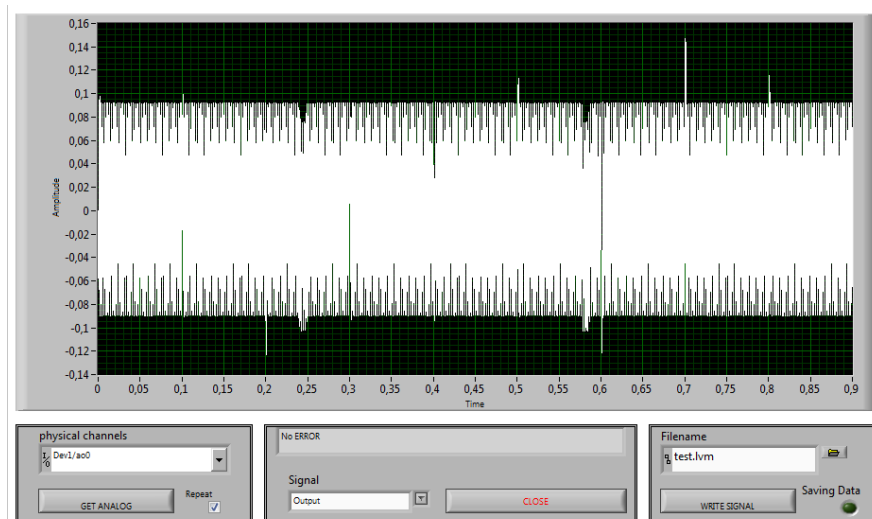 0,16
0,14
0,12
0,1
0,08
0,06
0,04
0,02
0
-0,02
-0,04
-0,06
-0,08
-0,1
-0,12
-0,14
Amplitude
0 0,05 0,1 0,15 0,2 0,25 0,3 0,35 0,4 0,45 0,5 0,55 0,6 0,65 0,7 0,75 0,8 0,85 0,9
Time
physical channels
I/0 Dev1/ao0
GET ANALOG
Repeat
No ERROR
Signal
Output
CLOSE
Filename
test.lvm
WRITE SIGNAL
Saving Data